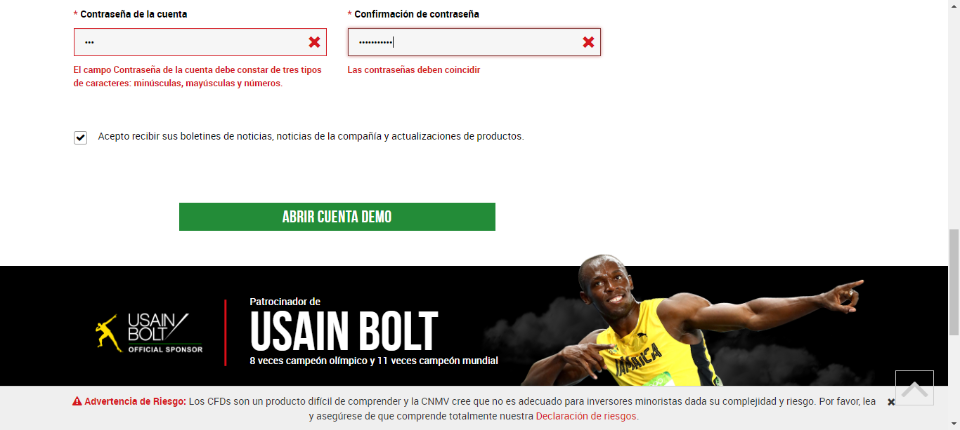 * Contraseña de la cuenta
* Confirmación de contraseña
•••
•••••••••••
El campo Contraseña de la cuenta debe constar de tres tipos
de caracteres: minúsculas, mayúsculas y números.
Las contraseñas deben coincidir
Acepto recibir sus boletines de noticias, noticias de la compañía y actualizaciones de productos.
ABRIR CUENTA DEMO
USAIN
BOLT
OFFICIAL SPONSOR
Patrocinador de
USAIN BOLT
8 veces campeón olímpico y 11 veces campeón mundial
JAMAICA
Advertencia de Riesgo: Los CFDs son un producto difícil de comprender y la CNMV cree que no es adecuado para inversores minoristas dada su complejidad y riesgo. Por favor, lea
y asegúrese de que comprende totalmente nuestra Declaración de riesgos.